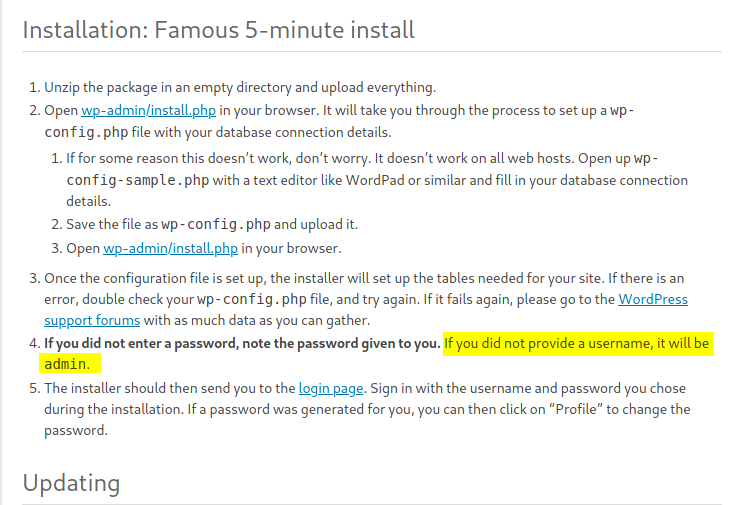 Installation: Famous 5-minute install
1. Unzip the package in an empty directory and upload everything.
2. Open wp-admin/install.php in your browser. It will take you through the process to set up a wp-
config.php file with your database connection details.
1. If for some reason this doesn’t work, don’t worry. It doesn’t work on all web hosts. Open up wp-
config-sample.php with a text editor like WordPad or similar and fill in your database connection
details.
2. Save the file as wp-config.php and upload it.
3. Open wp-admin/install.php in your browser.
3. Once the configuration file is set up, the installer will set up the tables needed for your site. If there is an
error, double check your wp-config.php file, and try again. If it fails again, please go to the WordPress
support forums with as much data as you can gather.
4. If you did not enter a password, note the password given to you. If you did not provide a username, it will be
admin.
5. The installer should then send you to the login page. Sign in with the username and password you chose
during the installation. If a password was generated for you, you can then click on “Profile” to change the
password.
Updating